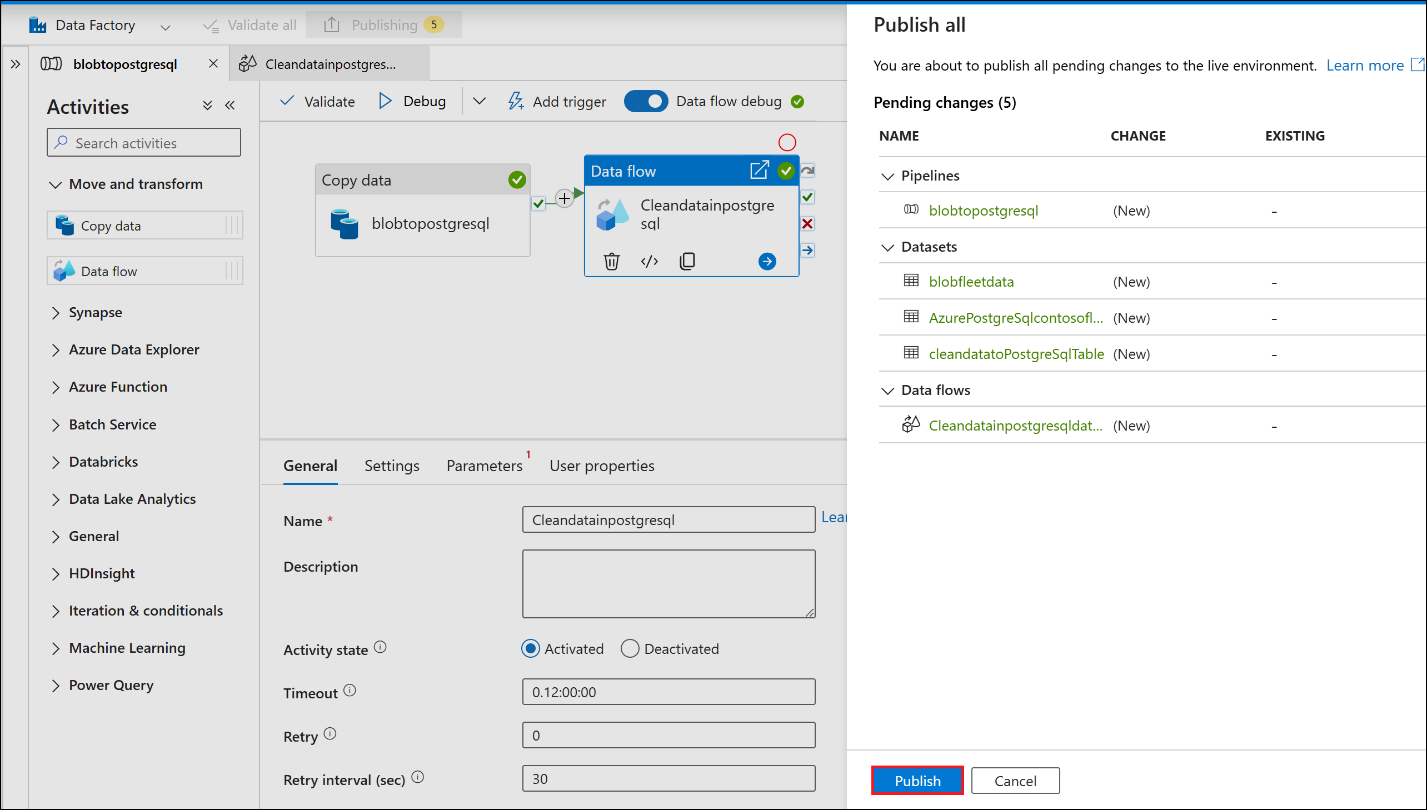 Data Factory
Validate all
Publishing 5
blobtopostgresql
Cleandatainpostgres...
Activities
Search activities
Move and transform
Copy data
Data flow
Synapse
Azure Data Explorer
Azure Function
Batch Service
Databricks
Data Lake Analytics
General
HDInsight
Iteration & conditionals
Machine Learning
Power Query
Validate
Debug
Add trigger
Data flow debug
Copy data
blobtopostgresql
Data flow
Cleandatainpostgre
sql
General
Settings
Parameters 1
User properties
Name *
Cleandatainpostgresql
Lear
Description
Activity state
Activated
Deactivated
Timeout
0.12:00:00
Retry
0
Retry interval (sec)
30
Publish all
You are about to publish all pending changes to the live environment. Learn more
Pending changes (5)
NAME CHANGE EXISTING
Pipelines
blobtopostgresql (New) -
Datasets
blobfleetdata (New) -
AzurePostgreSqlcontosofl... (New) -
cleandatatoPostgreSqlTable (New) -
Data flows
Cleandatainpostgresqldat... (New) -
Publish
Cancel